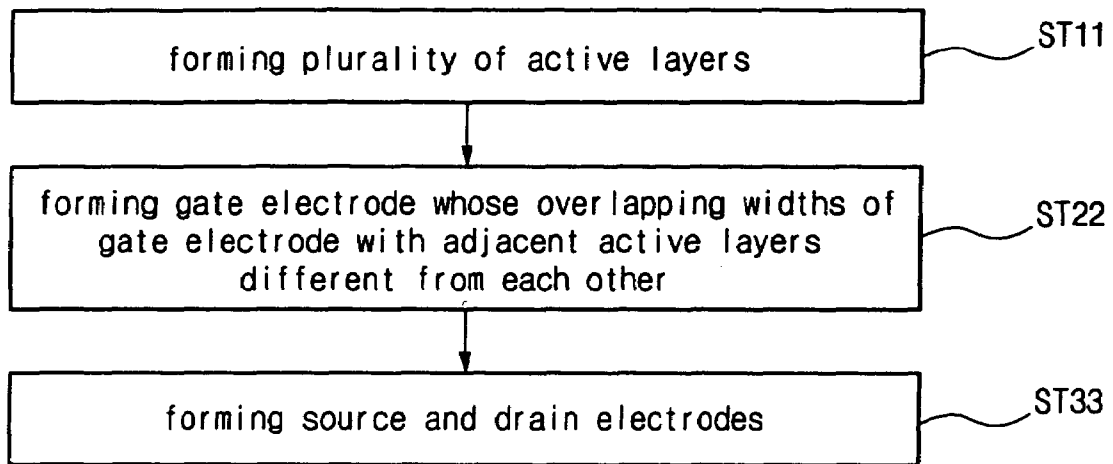 forming plurality of active layers
ST11
forming gate electrode whose overlapping widths of
gate electrode with adjacent active layers
different from each other
ST22
forming source and drain electrodes
ST33